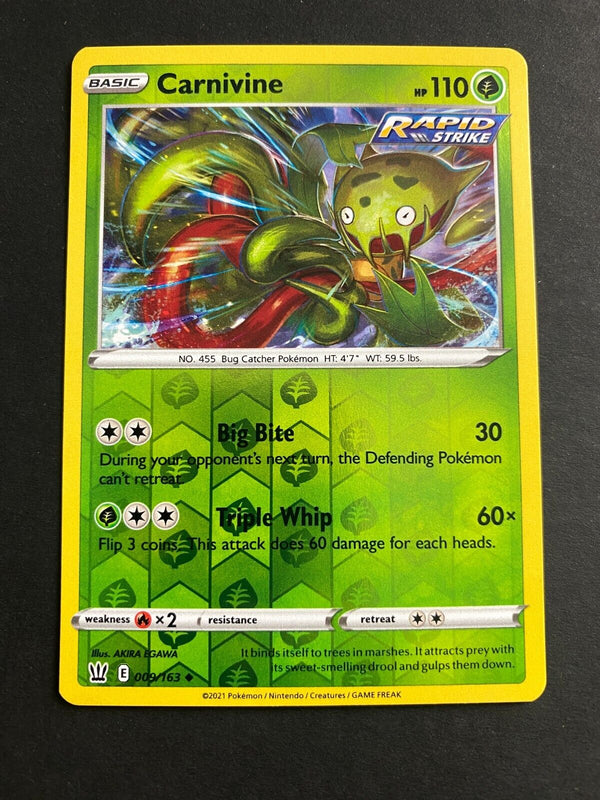 BASIC Carnivine HP 110
RAPID STRIKE
NO. 455 Bug Catcher Pokémon HT: 4'7" WT: 59.5 lbs.
Big Bite 30
During your opponent's next turn, the Defending Pokémon
can't retreat.
Triple Whip 60×
Flip 3 coins. This attack does 60 damage for each heads.
weakness ×2 resistance retreat
Illus. AKIRA EGAWA
It binds itself to trees in marshes. It attracts prey with
its sweet-smelling drool and gulps them down.
E 009/163
©2021 Pokémon / Nintendo / Creatures / GAME FREAK